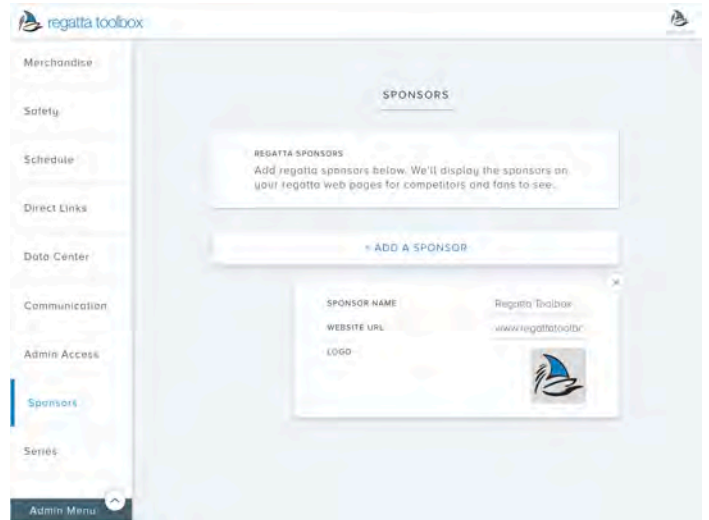 regatta toolbox
Merchandise
Safety
Schedule
Direct Links
Data Center
Communication
Admin Access
Sponsors
Series
Admin Menu
SPONSORS
REGATTA SPONSORS
Add regatta sponsors below. We'll display the sponsors on
your regatta web pages for competitors and fans to see.
+ ADD A SPONSOR
SPONSOR NAME
Regatta Toolbox
WEBSITE URL
www.regattatoolbo
LOGO